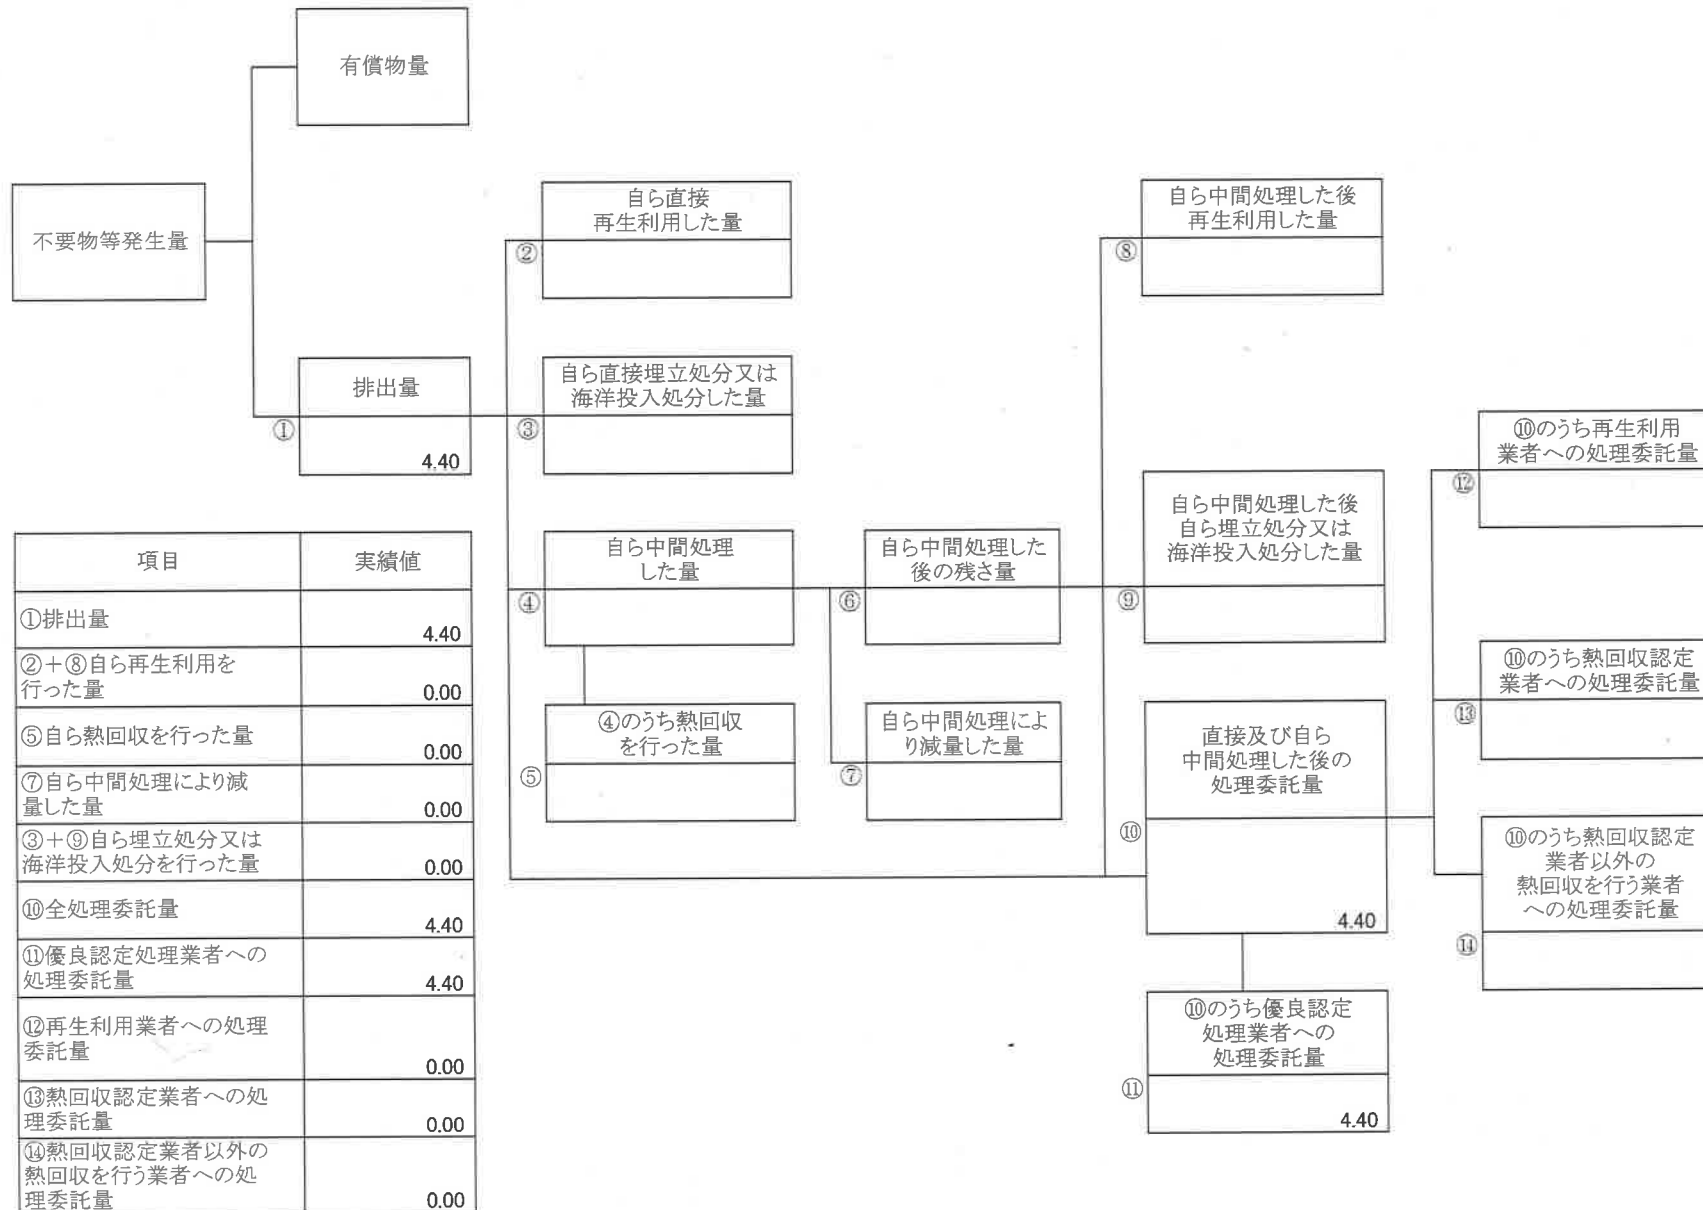 有償物量
不要物等発生量
排出量
①
4.40
自ら直接
再生利用した量
②
自ら直接埋立処分又は
海洋投入処分した量
③
自ら中間処理
した量
④
④のうち熱回収
を行った量
⑤
自ら中間処理した
後の残さ量
⑥
自ら中間処理によ
り減量した量
⑦
自ら中間処理した後
再生利用した量
⑧
自ら中間処理した後
自ら埋立処分又は
海洋投入処分した量
⑨
直接及び自ら
中間処理した後の
処理委託量
⑩
4.40
⑩のうち優良認定
処理業者への
処理委託量
⑪
4.40
⑩のうち再生利用
業者への処理委託量
⑫
⑩のうち熱回収認定
業者への処理委託量
⑬
⑩のうち熱回収認定
業者以外の
熱回収を行う業者
への処理委託量
⑭
項目 実績値
①排出量 4.40
②+⑧自ら再生利用を
行った量 0.00
⑤自ら熱回収を行った量 0.00
⑦自ら中間処理により減
量した量 0.00
③+⑨自ら埋立処分又は
海洋投入処分を行った量 0.00
⑩全処理委託量 4.40
⑪優良認定処理業者への
処理委託量 4.40
⑫再生利用業者への処理
委託量 0.00
⑬熱回収認定業者への処
理委託量 0.00
⑭熱回収認定業者以外の
熱回収を行う業者への処
理委託量 0.00